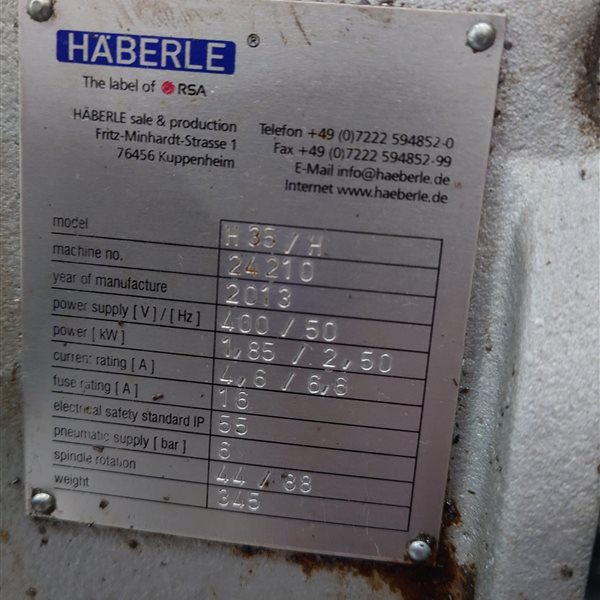 HÄBERLE ®
The label of RSA
HÄBERLE sale & production
Fritz-Minhardt-Strasse 1
76456 Kuppenheim
Telefon +49 (0)7222 594852-0
Fax +49 (0)7222 594852-99
E-Mail info@haeberle.de
Internet www.haeberle.de
model H 35 / H
machine no. 24210
year of manufacture 2013
power supply [ V ] / [ Hz ] 400 / 50
power [ kW ] 1,85 / 2,50
current rating [ A ] 4,6 / 6,6
fuse rating [ A ] 16
electrical safety standard IP 55
pneumatic supply [ bar ] 6
spindle rotation 44 / 88
weight 345